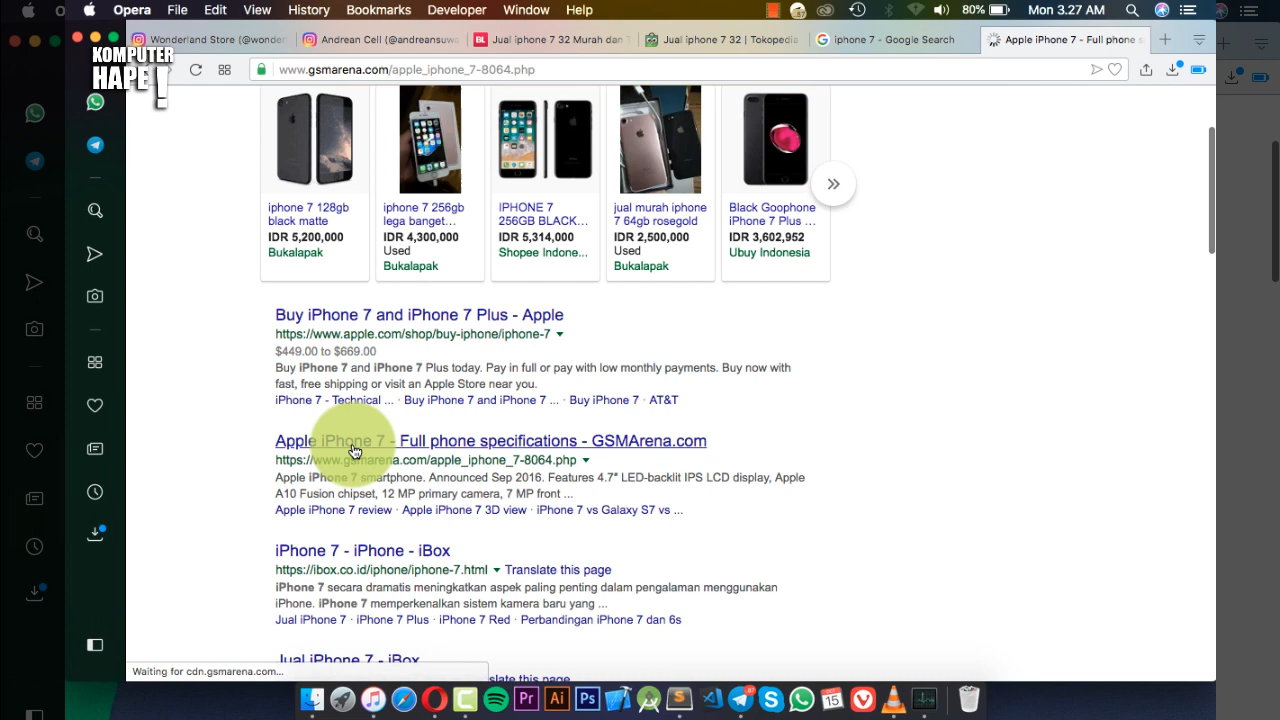 Opera File Edit View History Bookmarks Developer Window Help 80% Mon 3.27 AM
KOMPUTER
HAPE!
Wondelan Store (@wonde
Andrean Cell (@andreansuwa
Jual iphone 7 32 Murah dan T
Jual iphone 7 32 | Tokopedia
iphone 7 - Google Search
Apple iPhone 7 - Full phone s
www.gsmarena.com/apple_iphone_7-8064.php
iphone 7 128gb
black matte
IDR 5,200,000
Bukalapak
iphone 7 256gb
lega banget...
IDR 4,300,000
Used
Bukalapak
IPHONE 7
256GB BLACK...
IDR 5,314,000
Shopee Indone...
jual murah iphone
7 64gb rosegold
IDR 2,500,000
Used
Bukalapak
Black Goophone
iPhone 7 Plus ...
IDR 3,602,952
Ubuy Indonesia
Buy iPhone 7 and iPhone 7 Plus - Apple
https://www.apple.com/shop/buy-iphone/iphone-7
$449.00 to $669.00
Buy iPhone 7 and iPhone 7 Plus today. Pay in full or pay with low monthly payments. Buy now with
fast, free shipping or visit an Apple Store near you.
iPhone 7 - Technical ... · Buy iPhone 7 and iPhone 7 ... · Buy iPhone 7 · AT&T
Apple iPhone 7 - Full phone specifications - GSMArena.com
https://www.gsmarena.com/apple_iphone_7-8064.php
Apple iPhone 7 smartphone. Announced Sep 2016. Features 4.7″ LED-backlit IPS LCD display, Apple
A10 Fusion chipset, 12 MP primary camera, 7 MP front ...
Apple iPhone 7 review · Apple iPhone 7 3D view · iPhone 7 vs Galaxy S7 vs ...
iPhone 7 - iPhone - iBox
https://ibox.co.id/iphone/iphone-7.html Translate this page
iPhone 7 secara dramatis meningkatkan aspek paling penting dalam pengalaman menggunakan
iPhone. iPhone 7 memperkenalkan sistem kamera baru yang ...
Jual iPhone 7 · iPhone 7 Plus · iPhone 7 Red · Perbandingan iPhone 7 dan 6s
Jual iPhone 7 - iBox
slate this page
Waiting for cdn.gsmarena.com...
Pr Ai Ps S 15